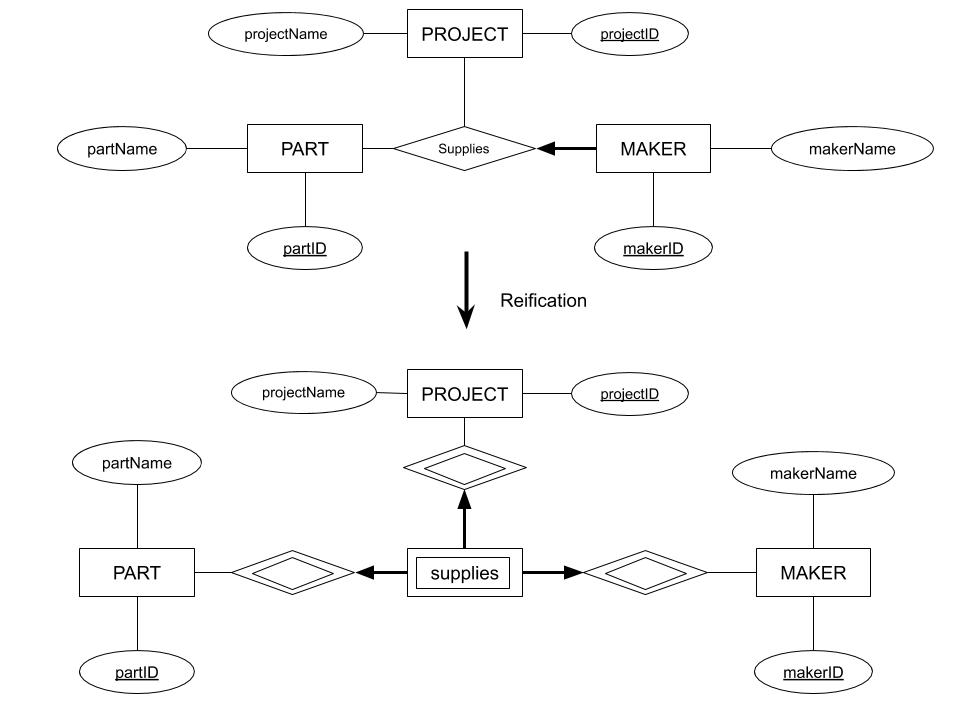 projectName
PROJECT
projectID
partName
PART
Supplies
MAKER
makerName
partID
makerID
Reification
projectName
PROJECT
projectID
partName
makerName
PART
supplies
MAKER
partID
makerID